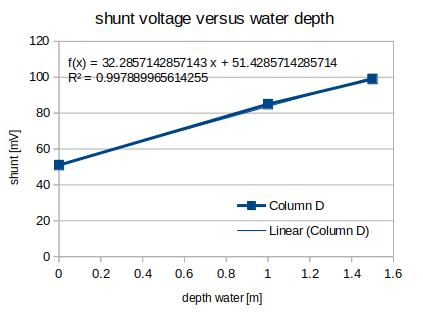 shunt voltage versus water depth
120
f(x) = 32.2857142857143 x + 51.4285714285714
R² = 0.997889965614255
100
80
60
40
20
0
shunt [mV]
Column D
Linear (Column D)
0 0.2 0.4 0.6 0.8 1 1.2 1.4 1.6
depth water [m]